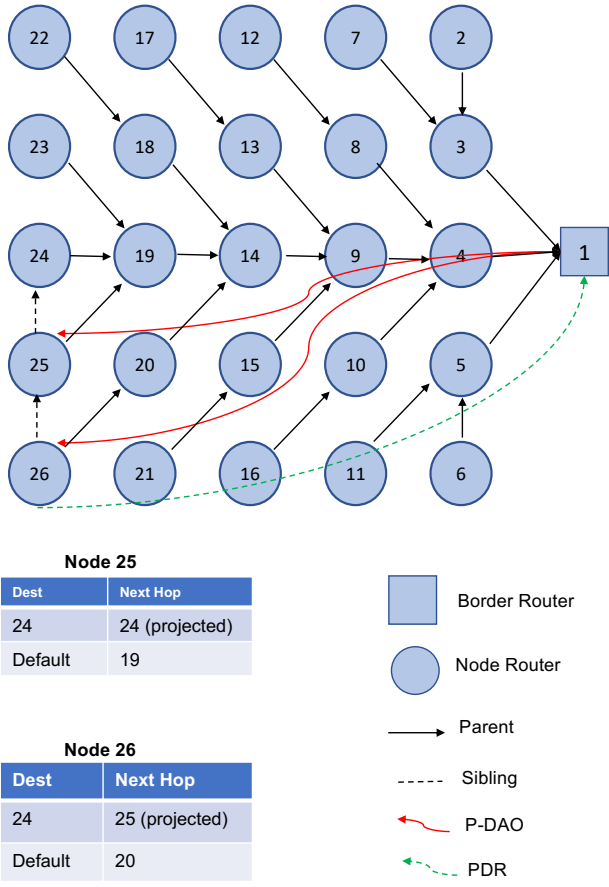 22 17 12 7 2
23 18 13 8 3
24 19 14 9 4 1
25 20 15 10 5
26 21 16 11 6
Node 25
Dest Next Hop
24 24 (projected)
Default 19
Node 26
Dest Next Hop
24 25 (projected)
Default 20
Border Router
Node Router
Parent
Sibling
P-DAO
PDR